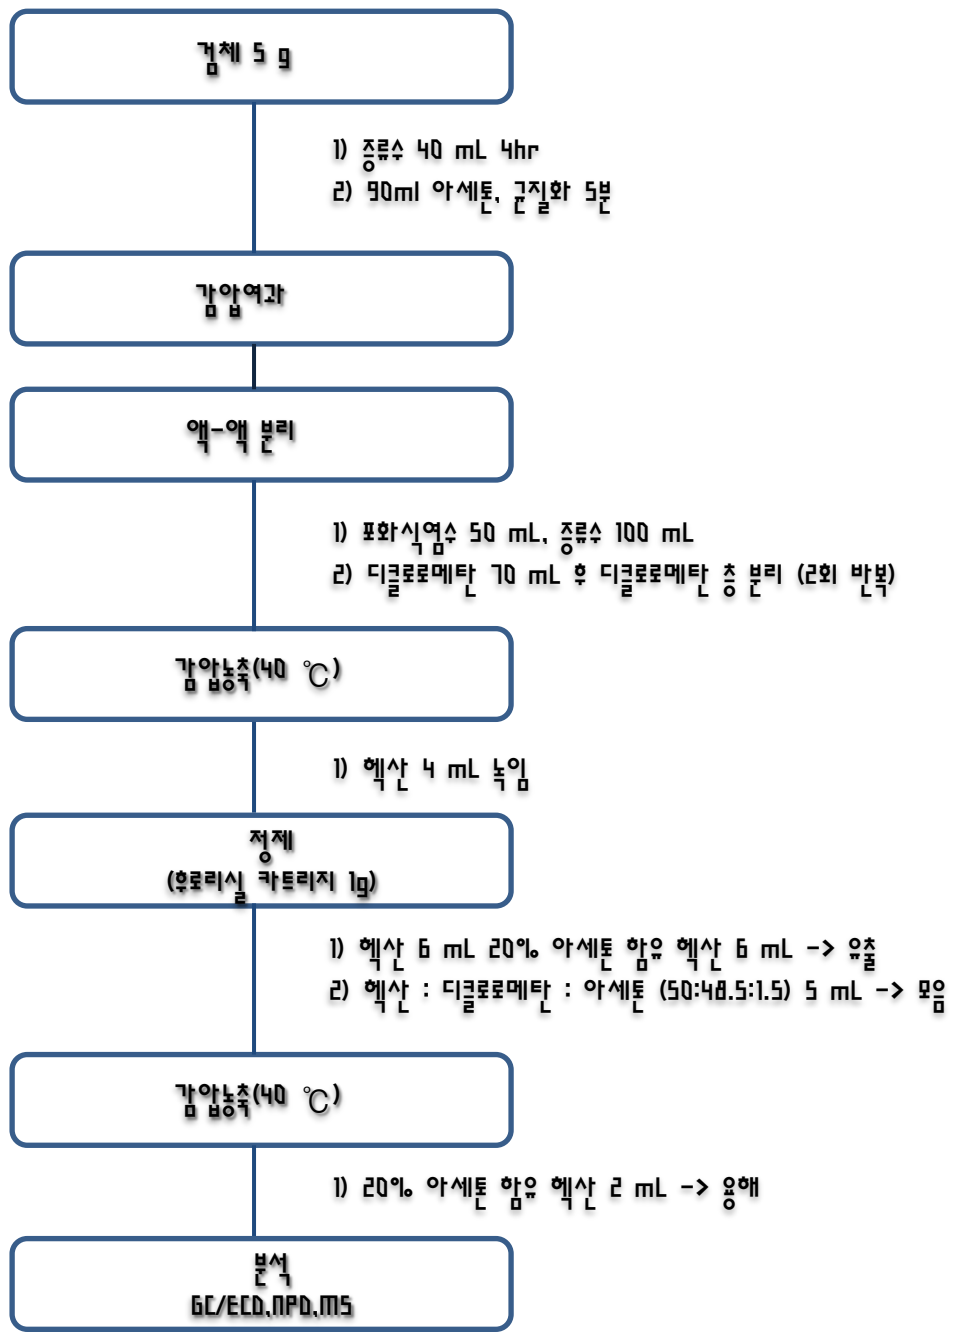 검체 5 g
1) 증류수 40 mL 4hr
2) 90ml 아세톤, 균질화 5분
감압여과
액-액 분리
1) 포화식염수 50 mL, 증류수 100 mL
2) 디클로로메탄 70 mL 후 디클로로메탄 층 분리 (2회 반복)
감압농축(40 ℃)
1) 헥산 4 mL 녹임
정제
(후로리실 카트리지 1g)
1) 헥산 6 mL 20% 아세톤 함유 헥산 6 mL -> 유출
2) 헥산 : 디클로로메탄 : 아세톤 (50:48.5:1.5) 5 mL -> 모음
감압농축(40 ℃)
1) 20% 아세톤 함유 헥산 2 mL -> 용해
분석
GC/ECD,NPD,MS